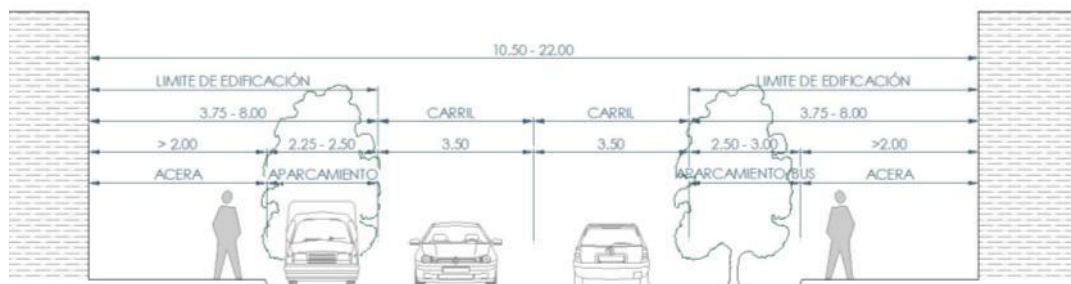 10.50 - 22.00
LIMITE DE EDIFICACIÓN LIMITE DE EDIFICACIÓN
3.75 - 8.00 CARRIL CARRIL 3.75 - 8.00
> 2.00 2.25 - 2.50 3.50 3.50 2.50 - 3.00 >2.00
ACERA APARCAMIENTO APARCAMIENTO/BUS ACERA